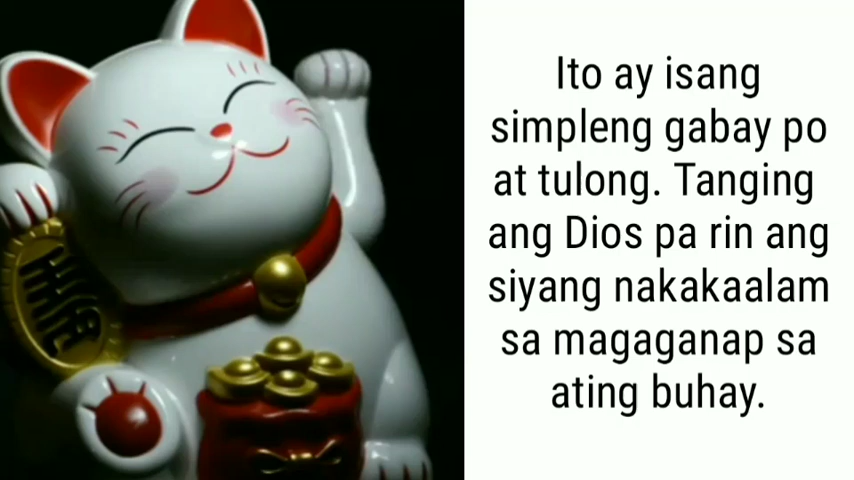 Ito ay isang
simpleng gabay po
at tulong. Tanging
ang Dios pa rin ang
siyang nakakaalam
sa magaganap sa
ating buhay.